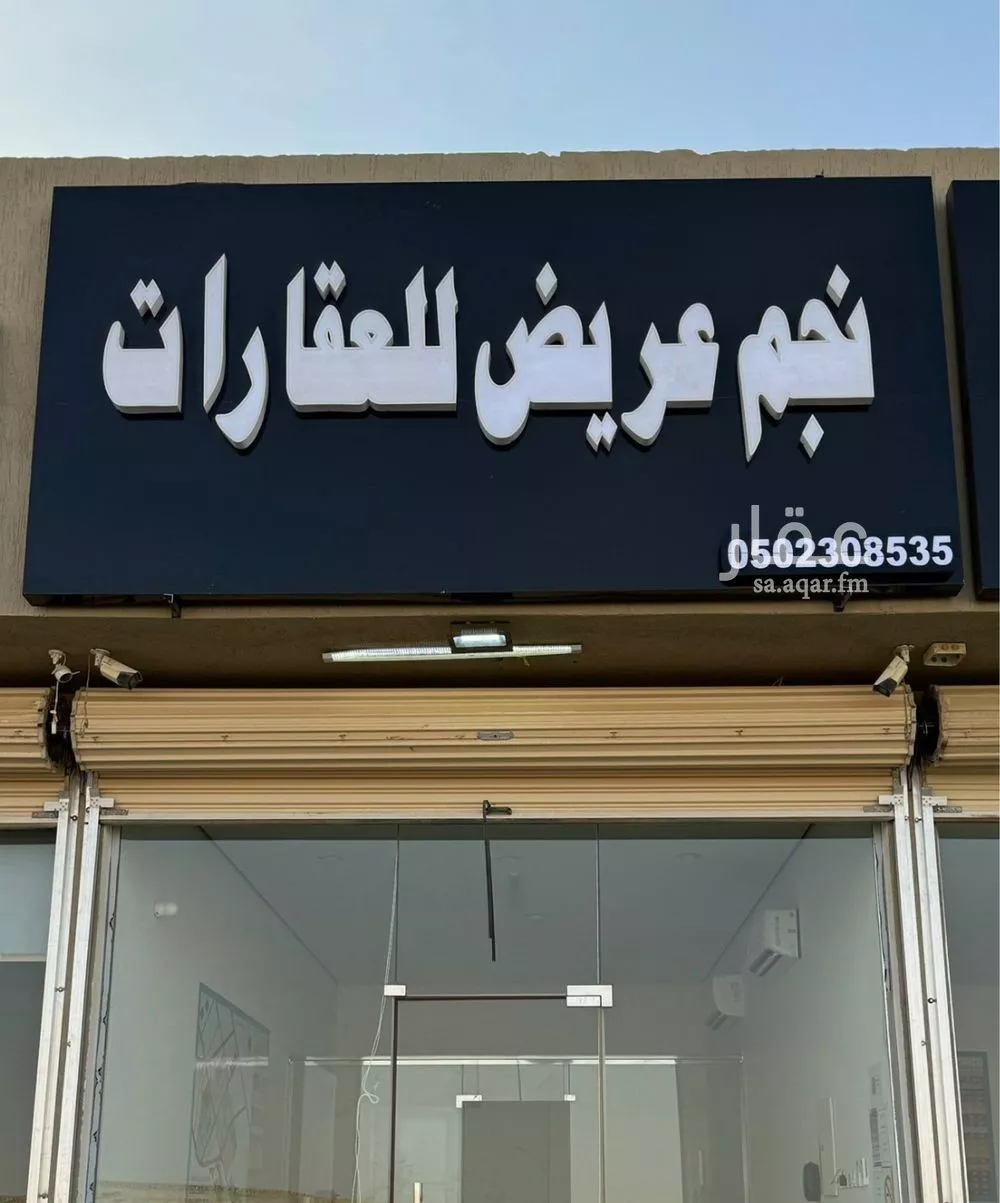 نجم عريض للعقارات
0502308535
عقار
sa.aqar.fm